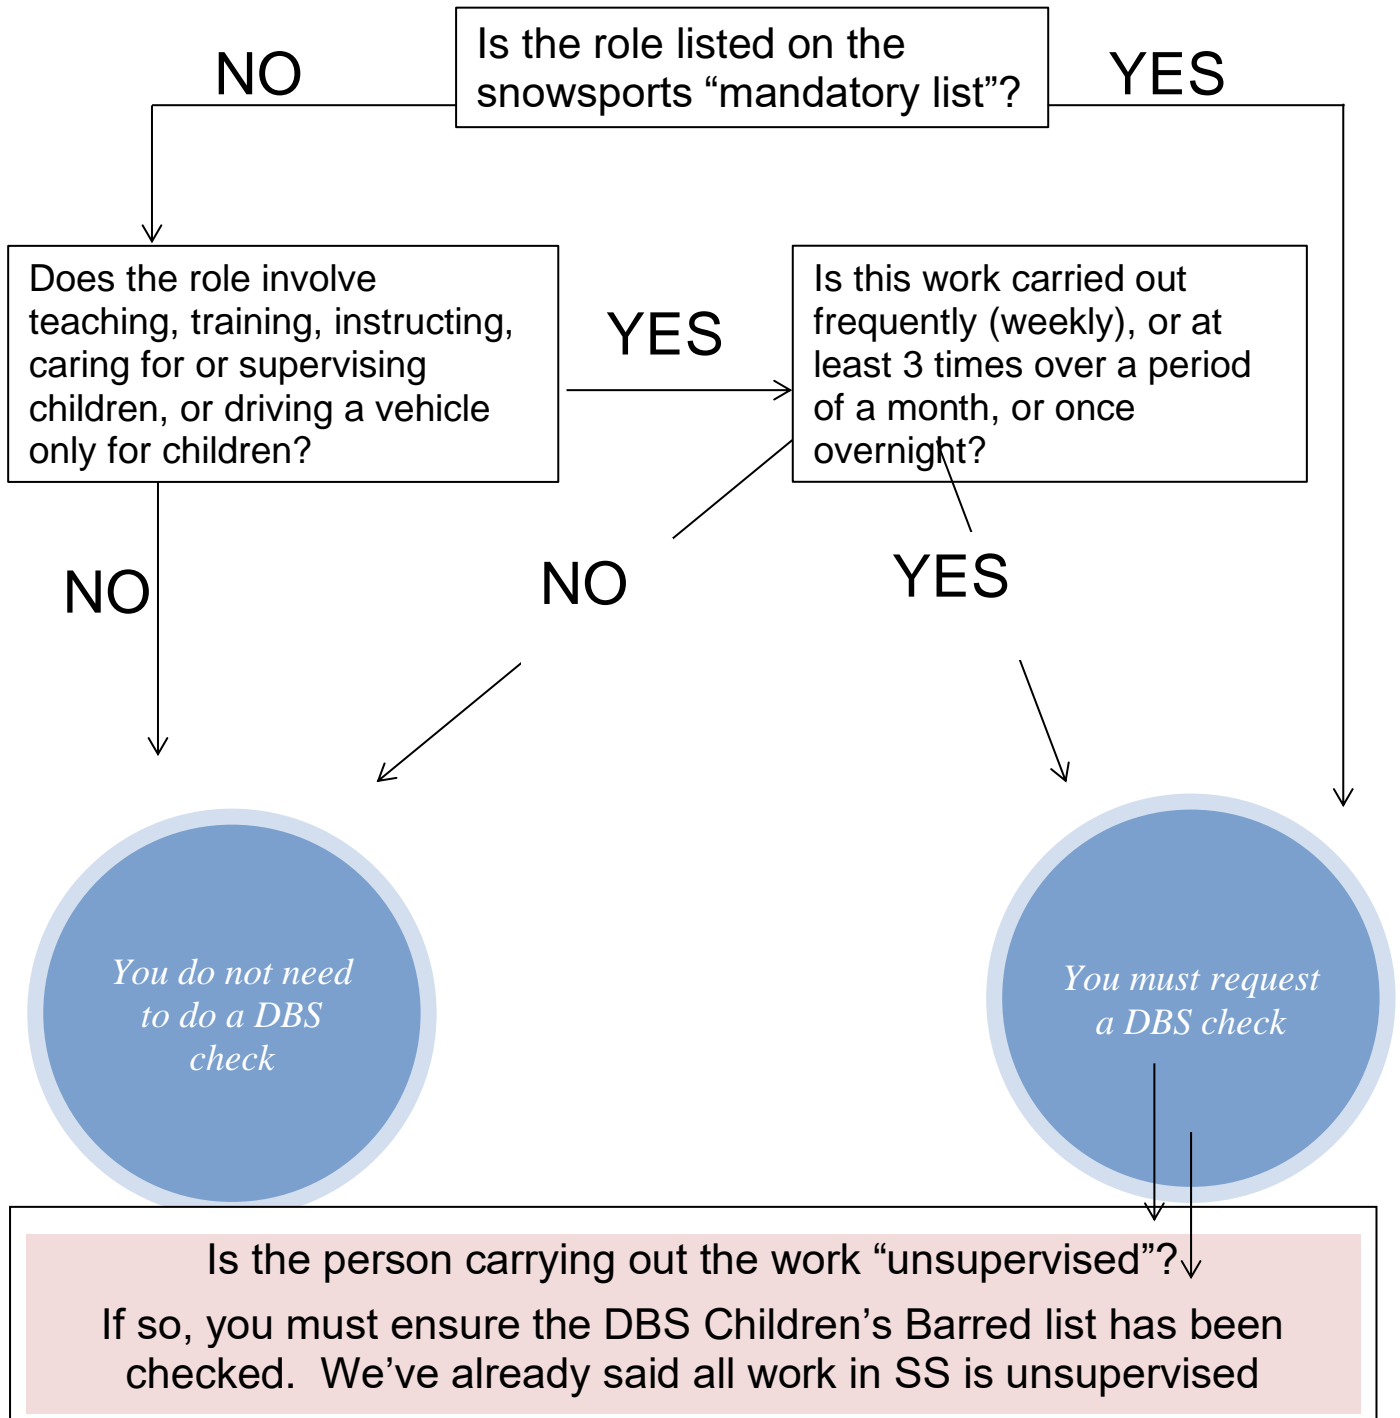 Is the role listed on the
snowsports “mandatory list”?
NO
YES
Does the role involve
teaching, training, instructing,
caring for or supervising
children, or driving a vehicle
only for children?
YES
Is this work carried out
frequently (weekly), or at
least 3 times over a period
of a month, or once
overnight?
NO
NO
YES
You do not need
to do a DBS
check
You must request
a DBS check
Is the person carrying out the work “unsupervised”?
If so, you must ensure the DBS Children’s Barred list has been
checked.  We’ve already said all work in SS is unsupervised